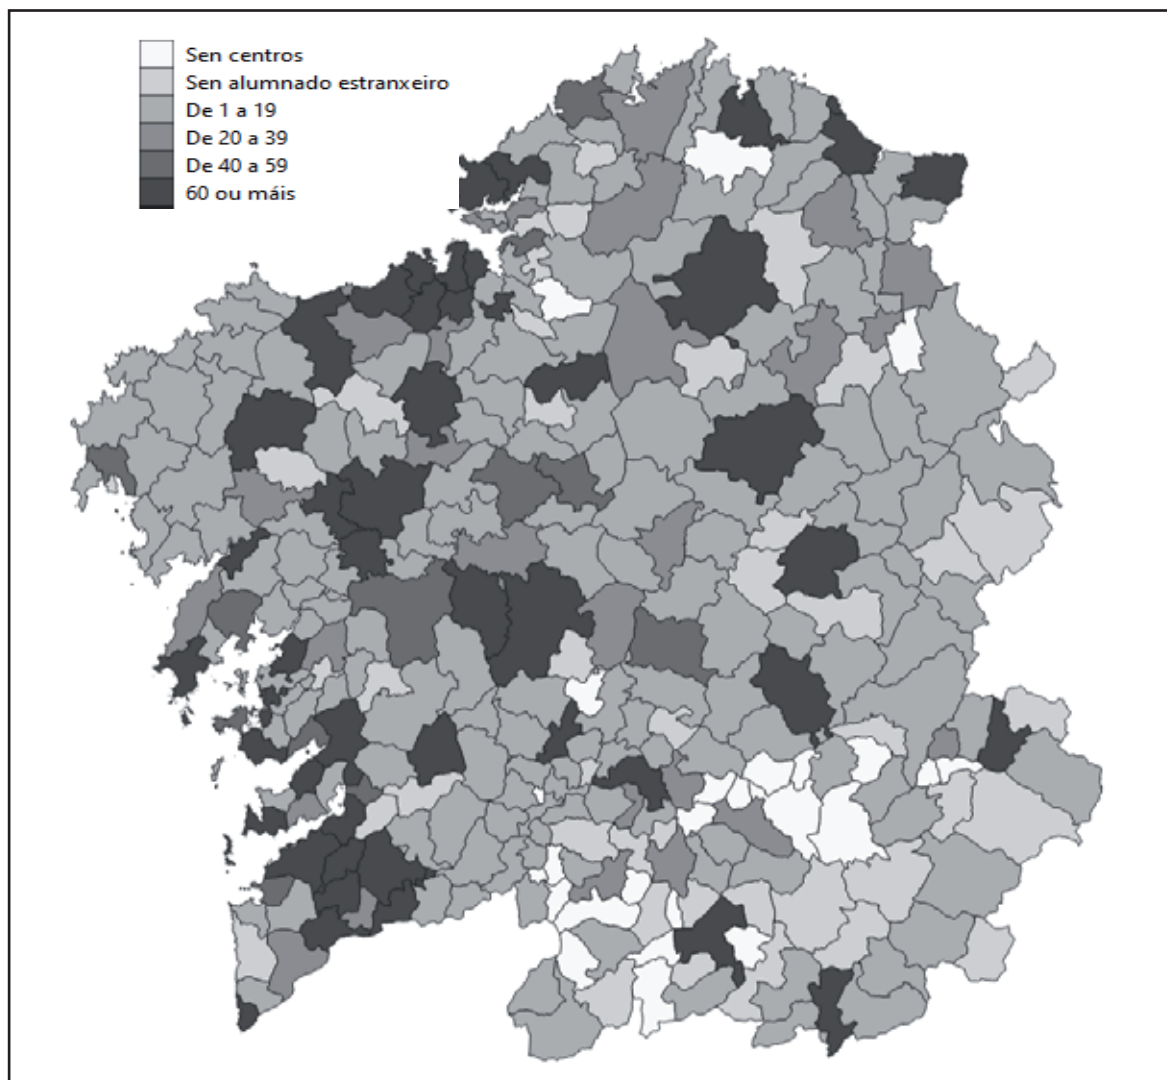 Sen centros
Sen alumnado estranxeiro
De 1 a 19
De 20 a 39
De 40 a 59
60 ou máis